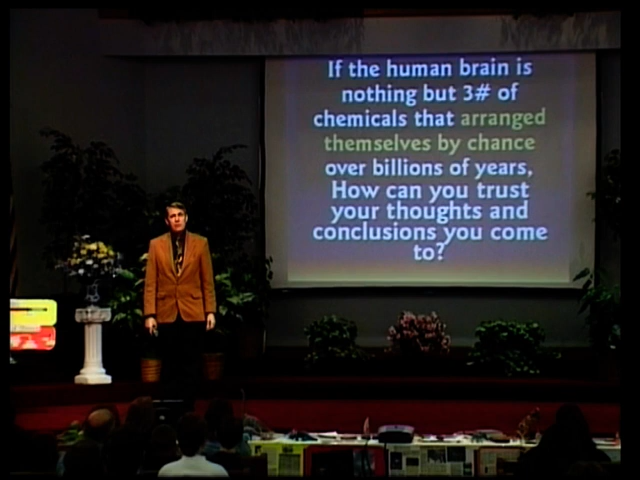 If the human brain is
nothing but 3# of
chemicals that arranged
themselves by chance
over billions of years,
How can you trust
your thoughts and
conclusions you come
to?